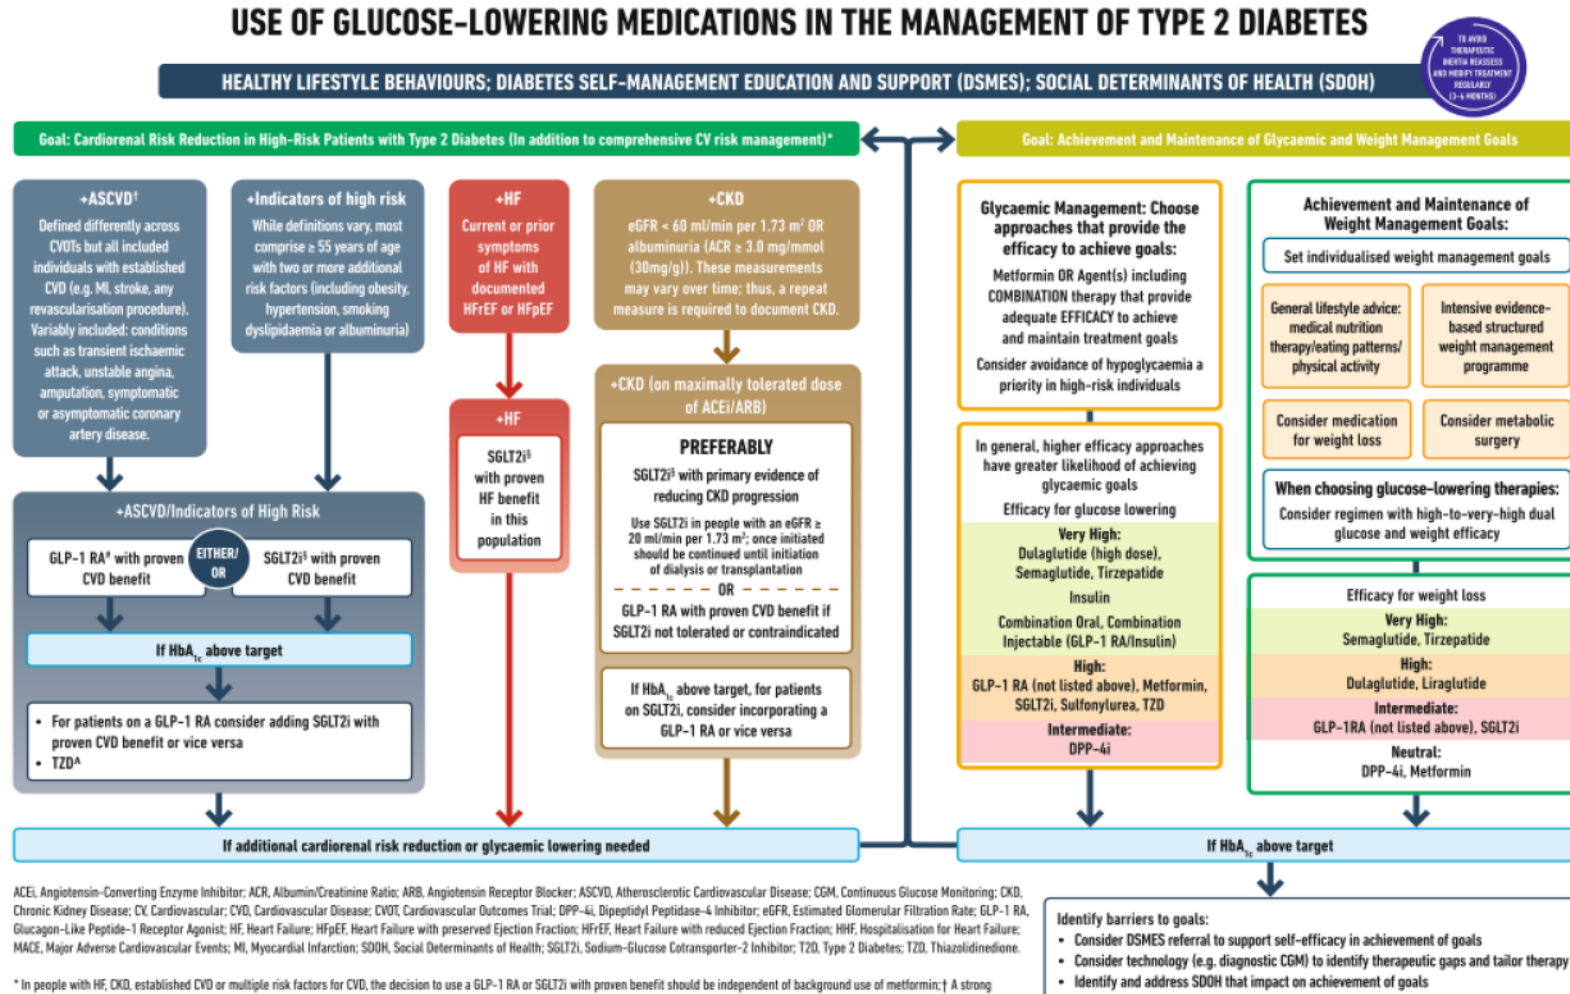 USE OF GLUCOSE-LOWERING MEDICATIONS IN THE MANAGEMENT OF TYPE 2 DIABETES
TO AVOID
THERAPEUTIC
INERTIA REASSESS
AND MODIFY TREATMENT
REGULARLY
(3-6 MONTHS)
HEALTHY LIFESTYLE BEHAVIOURS; DIABETES SELF-MANAGEMENT EDUCATION AND SUPPORT (DSMES); SOCIAL DETERMINANTS OF HEALTH (SDOH)
Goal: Cardiorenal Risk Reduction in High-Risk Patients with Type 2 Diabetes (In addition to comprehensive CV risk management)*
+ASCVD†
Defined differently across
CVOTs but all included
individuals with established
CVD (e.g. MI, stroke, any
revascularisation procedure).
Variably included: conditions
such as transient ischaemic
attack, unstable angina,
amputation, symptomatic
or asymptomatic coronary
artery disease.
+Indicators of high risk
While definitions vary, most
comprise ≥ 55 years of age
with two or more additional
risk factors (including obesity,
hypertension, smoking
dyslipidaemia or albuminuria)
+HF
Current or prior
symptoms
of HF with
documented
HFrEF or HFpEF
+CKD
eGFR < 60 ml/min per 1.73 m² OR
albuminuria (ACR ≥ 3.0 mg/mmol
(30mg/g)). These measurements
may vary over time; thus, a repeat
measure is required to document CKD.
+ASCVD/Indicators of High Risk
GLP-1 RA# with proven
CVD benefit
EITHER/
OR
SGLT2i§ with proven
CVD benefit
If HbA1c above target
• For patients on a GLP-1 RA consider adding SGLT2i with
proven CVD benefit or vice versa
• TZD^
+HF
SGLT2i§
with proven
HF benefit
in this
population
+CKD (on maximally tolerated dose
of ACEi/ARB)
PREFERABLY
SGLT2i§ with primary evidence of
reducing CKD progression
Use SGLT2i in people with an eGFR ≥
20 ml/min per 1.73 m²; once initiated
should be continued until initiation
of dialysis or transplantation
OR
GLP-1 RA with proven CVD benefit if
SGLT2i not tolerated or contraindicated
If HbA1c above target, for patients
on SGLT2i, consider incorporating a
GLP-1 RA or vice versa
If additional cardiorenal risk reduction or glycaemic lowering needed
Goal: Achievement and Maintenance of Glycaemic and Weight Management Goals
Glycaemic Management: Choose
approaches that provide the
efficacy to achieve goals:
Metformin OR Agent(s) including
COMBINATION therapy that provide
adequate EFFICACY to achieve
and maintain treatment goals
Consider avoidance of hypoglycaemia a
priority in high-risk individuals
In general, higher efficacy approaches
have greater likelihood of achieving
glycaemic goals
Efficacy for glucose lowering
Very High:
Dulaglutide (high dose),
Semaglutide, Tirzepatide
Insulin
Combination Oral, Combination
Injectable (GLP-1 RA/Insulin)
High:
GLP-1 RA (not listed above), Metformin,
SGLT2i, Sulfonylurea, TZD
Intermediate:
DPP-4i
Achievement and Maintenance of
Weight Management Goals:
Set individualised weight management goals
General lifestyle advice:
medical nutrition
therapy/eating patterns/
physical activity
Intensive evidence-
based structured
weight management
programme
Consider medication
for weight loss
Consider metabolic
surgery
When choosing glucose-lowering therapies:
Consider regimen with high-to-very-high dual
glucose and weight efficacy
Efficacy for weight loss
Very High:
Semaglutide, Tirzepatide
High:
Dulaglutide, Liraglutide
Intermediate:
GLP-1RA (not listed above), SGLT2i
Neutral:
DPP-4i, Metformin
If HbA1c above target
Identify barriers to goals:
• Consider DSMES referral to support self-efficacy in achievement of goals
• Consider technology (e.g. diagnostic CGM) to identify therapeutic gaps and tailor therapy
• Identify and address SDOH that impact on achievement of goals
ACEi, Angiotensin-Converting Enzyme Inhibitor; ACR, Albumin/Creatinine Ratio; ARB, Angiotensin Receptor Blocker; ASCVD, Atherosclerotic Cardiovascular Disease; CGM, Continuous Glucose Monitoring; CKD,
Chronic Kidney Disease; CV, Cardiovascular; CVD, Cardiovascular Disease; CVOT, Cardiovascular Outcomes Trial; DPP-4i, Dipeptidyl Peptidase-4 Inhibitor; eGFR, Estimated Glomerular Filtration Rate; GLP-1 RA,
Glucagon-Like Peptide-1 Receptor Agonist; HF, Heart Failure; HFpEF, Heart Failure with preserved Ejection Fraction; HFrEF, Heart Failure with reduced Ejection Fraction; HHF, Hospitalisation for Heart Failure;
MACE, Major Adverse Cardiovascular Events; MI, Myocardial Infarction; SDOH, Social Determinants of Health; SGLT2i, Sodium-Glucose Cotransporter-2 Inhibitor; T2D, Type 2 Diabetes; TZD, Thiazolidinedione.
* In people with HF, CKD, established CVD or multiple risk factors for CVD, the decision to use a GLP-1 RA or SGLT2i with proven benefit should be independent of background use of metformin;† A strong